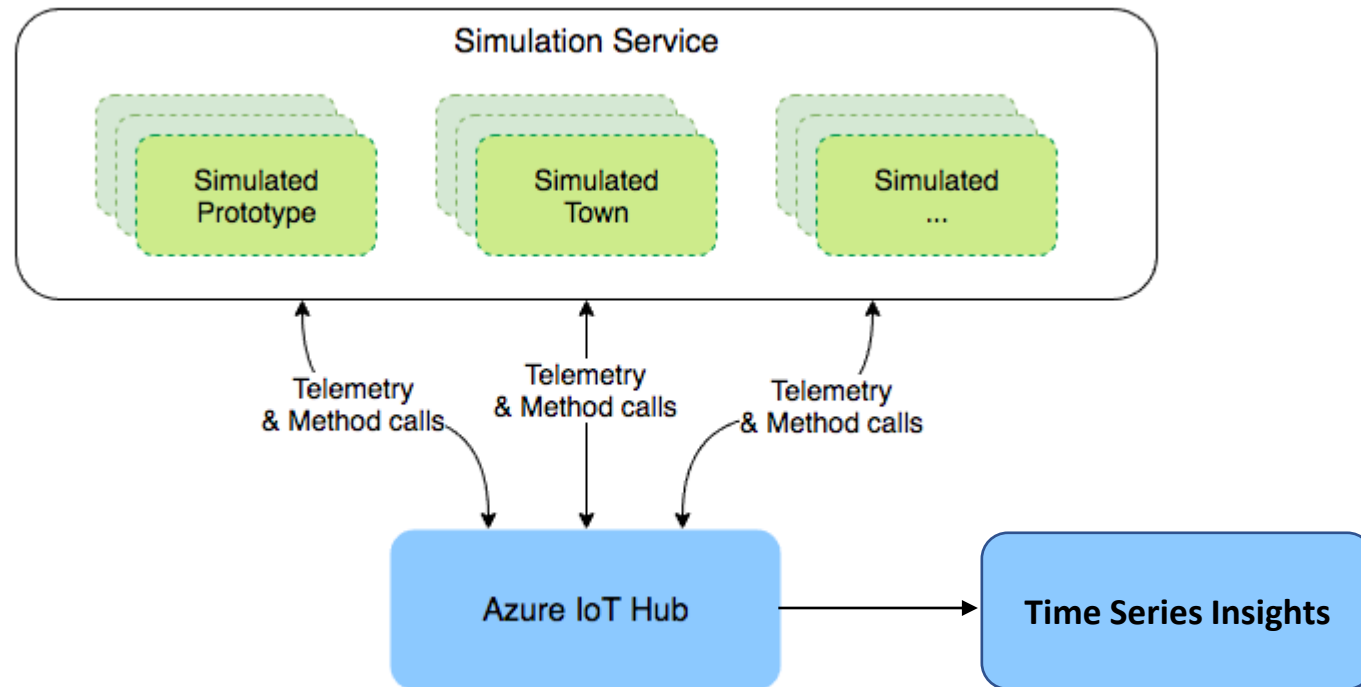 Simulation Service
Simulated
Prototype
Simulated
Town
Simulated
...
Telemetry
& Method calls
Telemetry
& Method calls
Telemetry
& Method calls
Azure IoT Hub
Time Series Insights